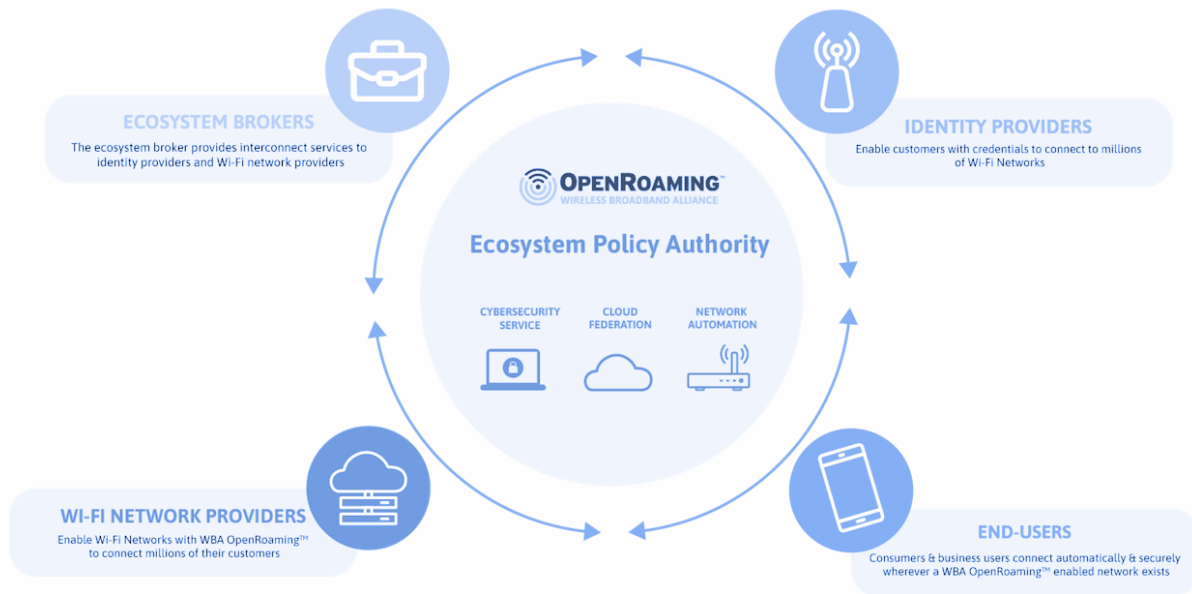 ECOSYSTEM BROKERS
The ecosystem broker provides interconnect services to
identity providers and Wi-Fi network providers
IDENTITY PROVIDERS
Enable customers with credentials to connect to millions
of Wi-Fi Networks
OPENROAMING™
WIRELESS BROADBAND ALLIANCE
Ecosystem Policy Authority
CYBERSECURITY
SERVICE
CLOUD
FEDERATION
NETWORK
AUTOMATION
WI-FI NETWORK PROVIDERS
Enable Wi-Fi Networks with WBA OpenRoaming™
to connect millions of their customers
END-USERS
Consumers & business users connect automatically & securely
wherever a WBA OpenRoaming™ enabled network exists